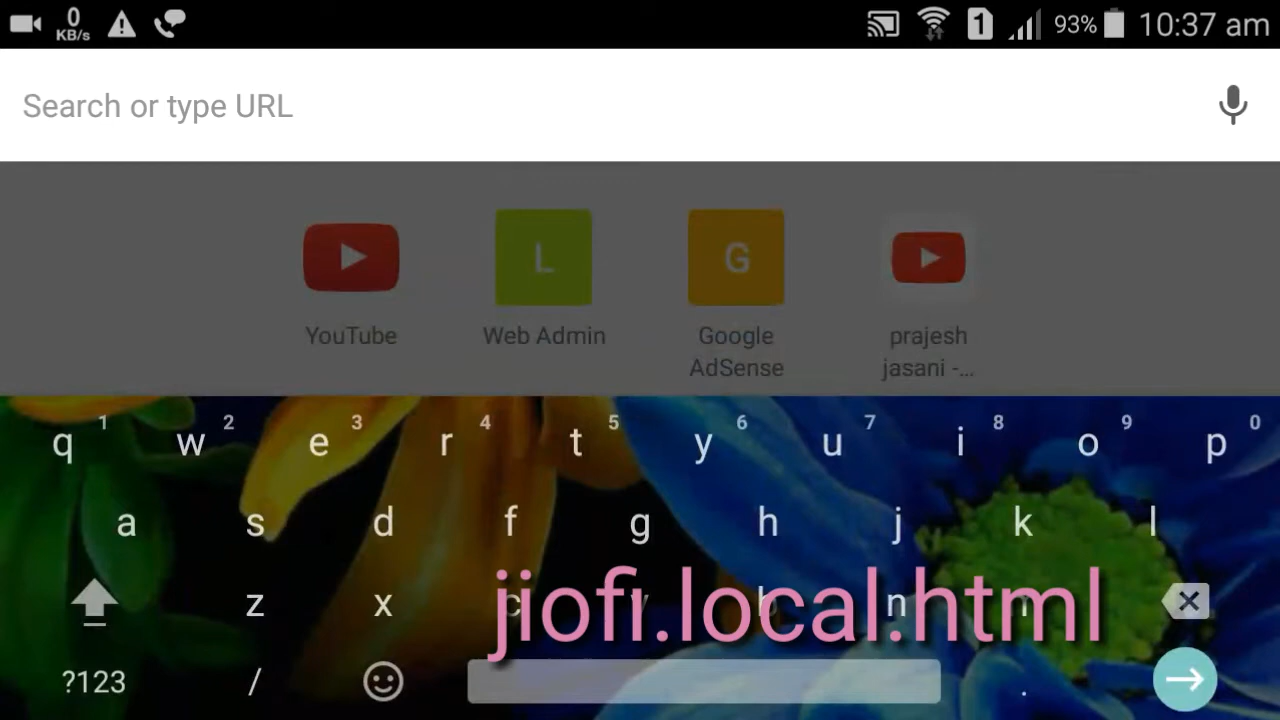 0
KB/s
1
93%
10:37 am
Search or type URL
L
G
YouTube
Web Admin
Google
AdSense
prajesh
jasani -...
1 2 3 4 5 6 7 8 9 0
q w e r t y u i o p
a s d f g h j k l
z x c v b n m
jiofi.local.html
?123 / .